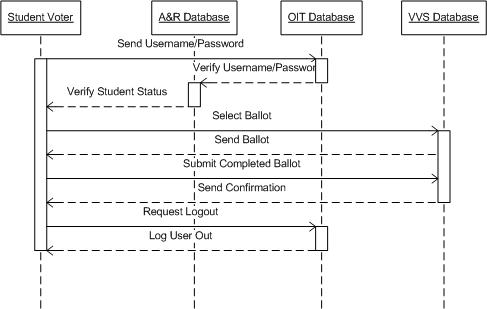 Student Voter
A&R Database
OIT Database
VVS Database
Send Username/Password
Verify Username/Passwor
Verify Student Status
Select Ballot
Send Ballot
Submit Completed Ballot
Send Confirmation
Request Logout
Log User Out